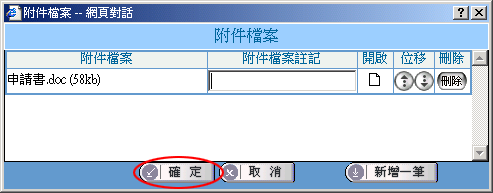 附件檔案 -- 網頁對話
附件檔案
附件檔案 附件檔案註記 開啟 位移 刪除
申請書.doc (58kb) 刪除
確 定 取 消 新增一筆